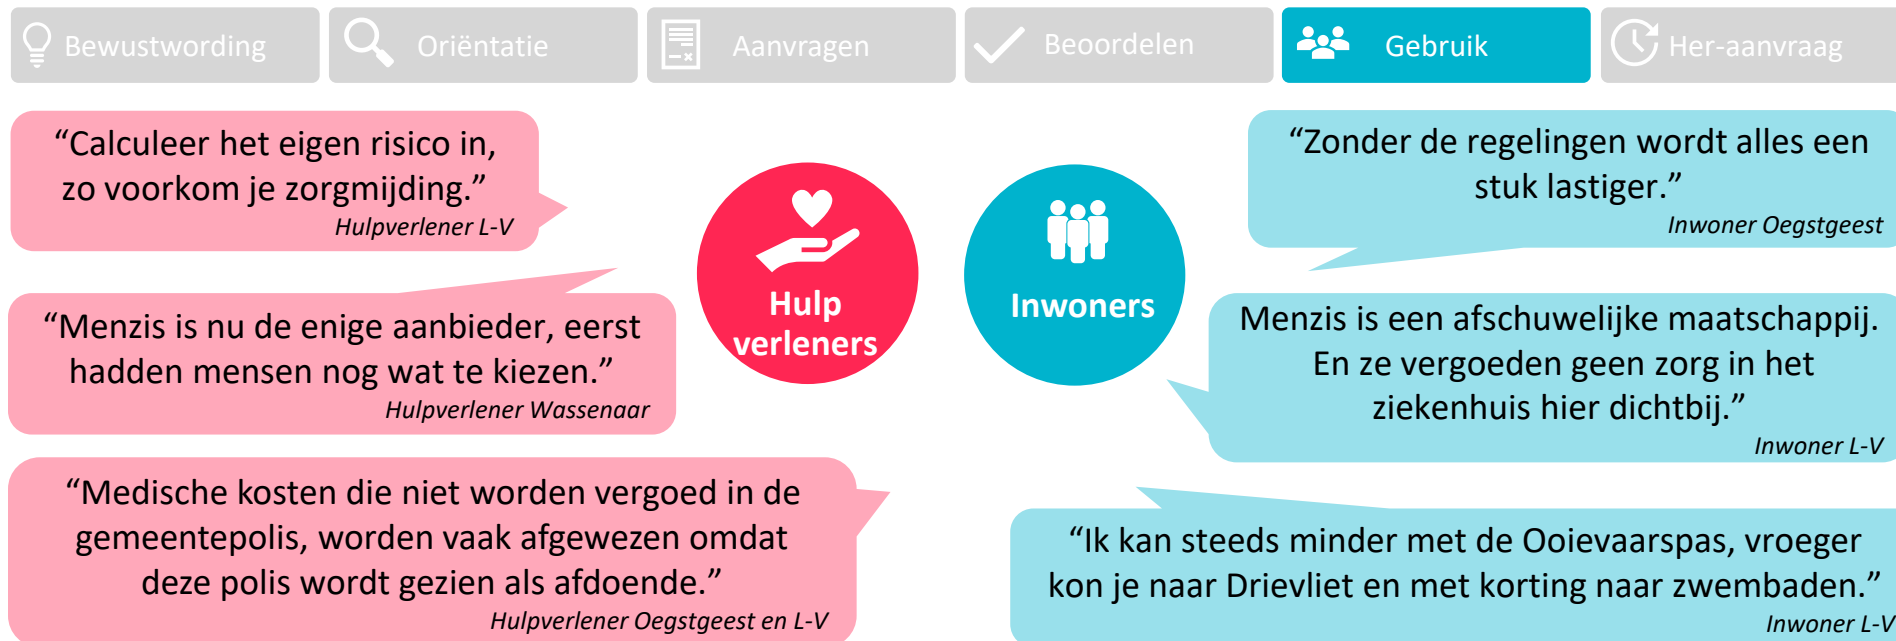 Bewustwording
Oriëntatie
Aanvragen
Beoordelen
Gebruik
Her-aanvraag
“Calculeer het eigen risico in,
zo voorkom je zorgmijding.”
Hulpverlener L-V
“Menzis is nu de enige aanbieder, eerst
hadden mensen nog wat te kiezen.”
Hulpverlener Wassenaar
“Medische kosten die niet worden vergoed in de
gemeentepolis, worden vaak afgewezen omdat
deze polis wordt gezien als afdoende.”
Hulpverlener Oegstgeest en L-V
Hulp
verleners
Inwoners
“Zonder de regelingen wordt alles een
stuk lastiger.”
Inwoner Oegstgeest
Menzis is een afschuwelijke maatschappij.
En ze vergoeden geen zorg in het
ziekenhuis hier dichtbij.”
Inwoner L-V
“Ik kan steeds minder met de Ooievaarspas, vroeger
kon je naar Drievliet en met korting naar zwembaden.”
Inwoner L-V